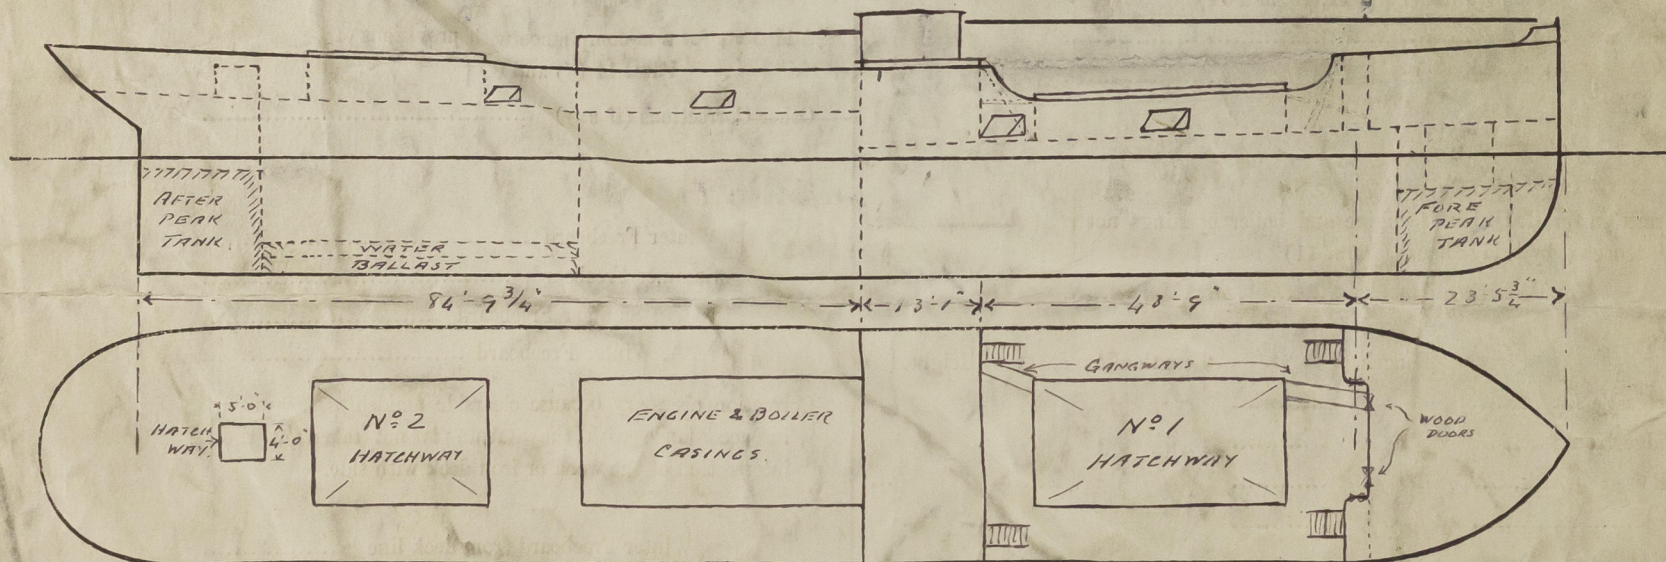 AFTER
PEAK
TANK.
WATER
BALLAST
FORE
PEAK
TANK
84'-9 3/4"
13'-1"
43'-9"
23'-5 3/4"
GANGWAYS
5'-0"
HATCH
WAY.
4'-0"
Nº 2
HATCHWAY
ENGINE & BOILER
CASINGS.
Nº 1
HATCHWAY
WOOD
DOORS